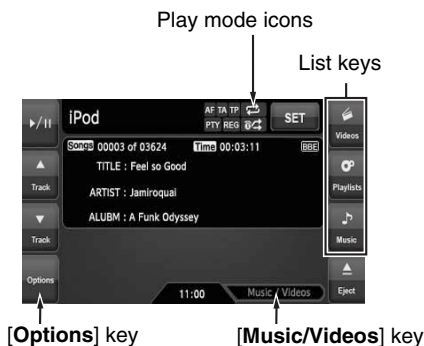 Play mode icons
List keys
iPod
AF TA TP
PTY REG
SET
Songs 00003 of 03624 Time 00:03:11 BBE
TITLE : Feel so Good
ARTIST : Jamiroquai
ALUBM : A Funk Odyssey
Track
Track
Options
Videos
Playlists
Music
Eject
11:00
Music / Videos
[Options] key
[Music/Videos] key